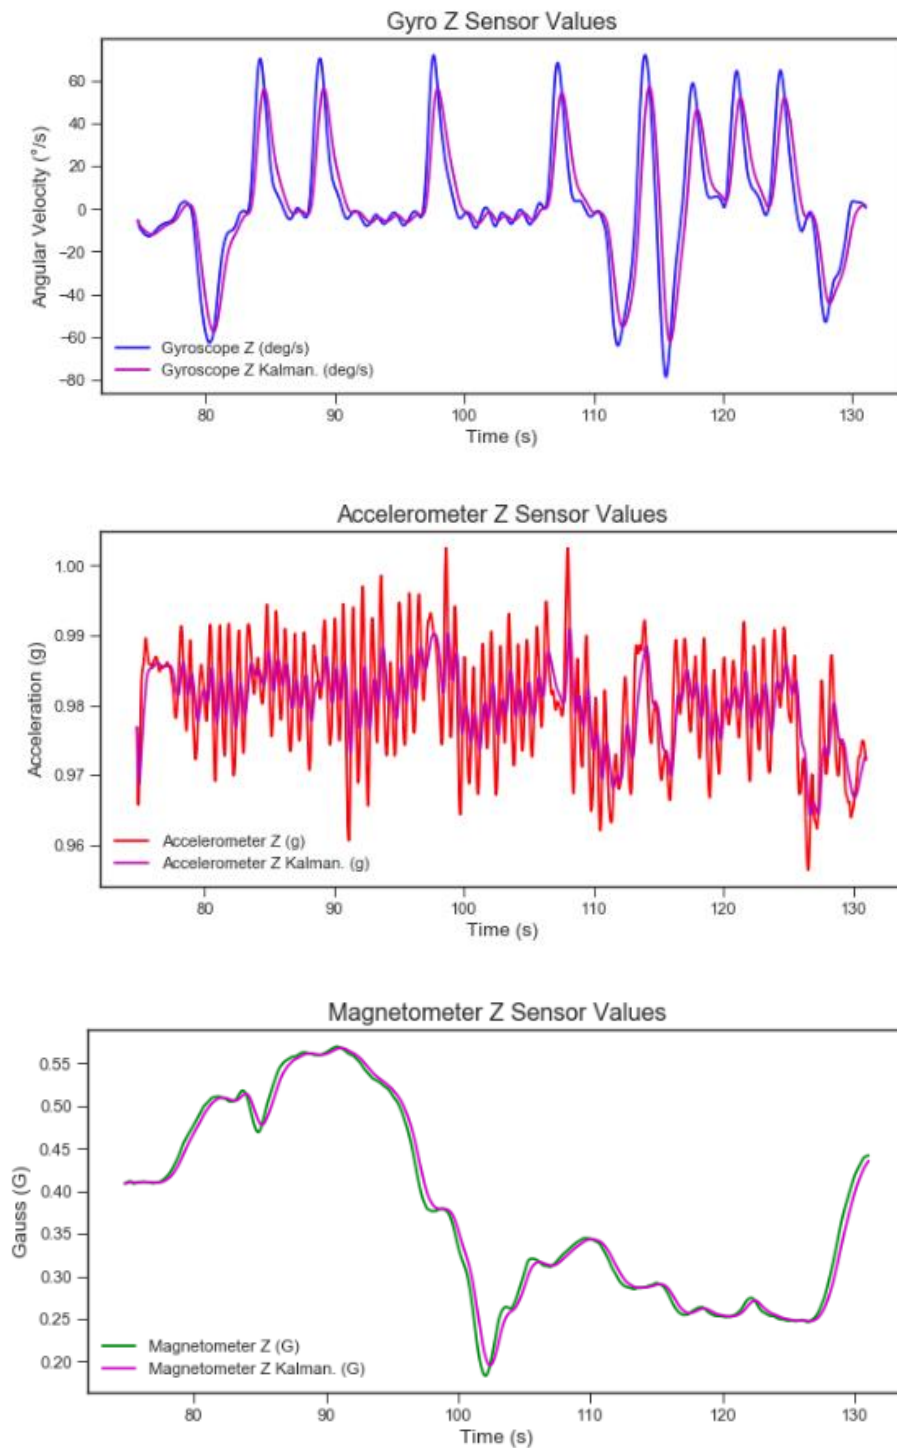 Gyro Z Sensor Values
60
40
20
0
−20
−40
−60
−80
Angular Velocity (°/s)
Gyroscope Z (deg/s)
Gyroscope Z Kalman. (deg/s)
80 90 100 110 120 130
Time (s)
Accelerometer Z Sensor Values
1.00
0.99
0.98
0.97
0.96
Acceleration (g)
Accelerometer Z (g)
Accelerometer Z Kalman. (g)
80 90 100 110 120 130
Time (s)
Magnetometer Z Sensor Values
0.55
0.50
0.45
0.40
0.35
0.30
0.25
0.20
Gauss (G)
Magnetometer Z (G)
Magnetometer Z Kalman. (G)
80 90 100 110 120 130
Time (s)